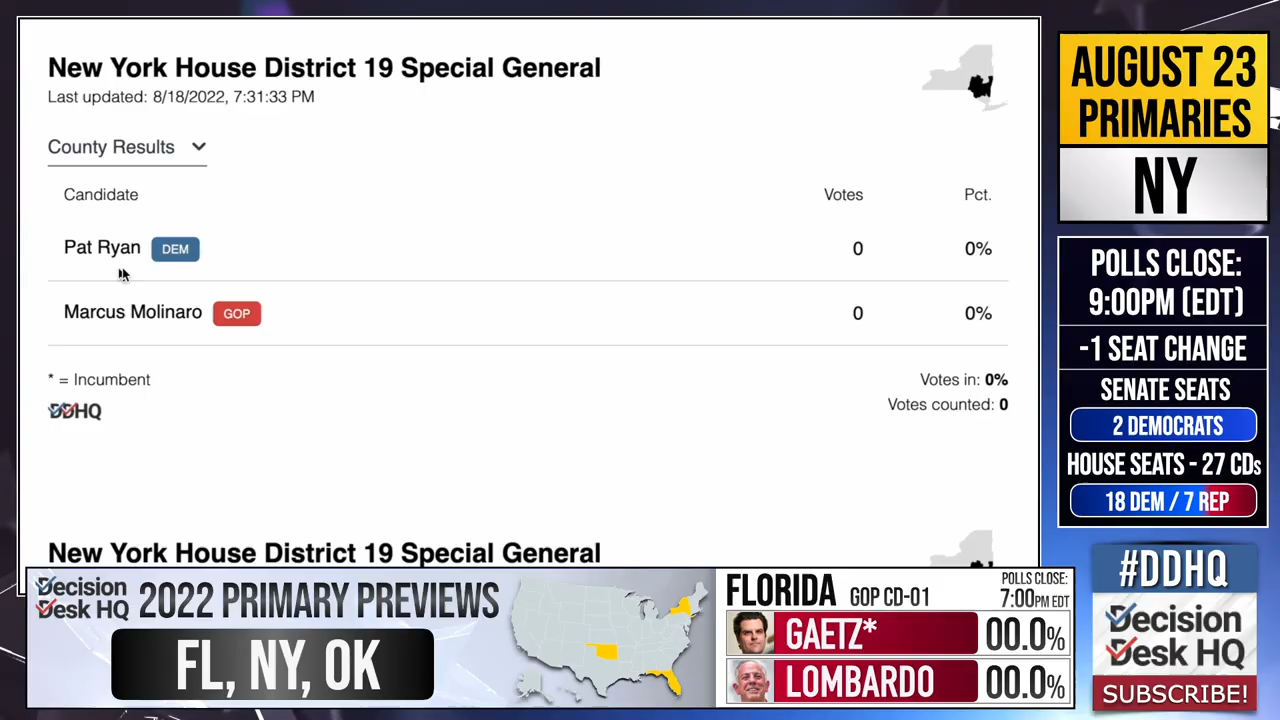 New York House District 19 Special General
Last updated: 8/18/2022, 7:31:33 PM
County Results
Candidate Votes Pct.
Pat Ryan DEM 0 0%
Marcus Molinaro GOP 0 0%
* = Incumbent Votes in: 0%
DDHQ Votes counted: 0
New York House District 19 Special General
AUGUST 23
PRIMARIES
NY
POLLS CLOSE:
9:00PM (EDT)
-1 SEAT CHANGE
SENATE SEATS
2 DEMOCRATS
HOUSE SEATS - 27 CDs
18 DEM / 7 REP
Decision
Desk HQ
2022 PRIMARY PREVIEWS
FL, NY, OK
FLORIDA GOP CD-01
POLLS CLOSE:
7:00PM EDT
GAETZ* 00.0%
LOMBARDO 00.0%
#DDHQ
Decision
Desk HQ
SUBSCRIBE!